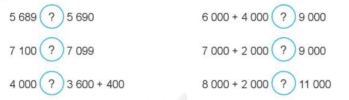 5 689 ? 5 690
6 000 + 4 000 ? 9 000
7 100 ? 7 099
7 000 + 2 000 ? 9 000
4 000 ? 3 600 + 400
8 000 + 2 000 ? 11 000